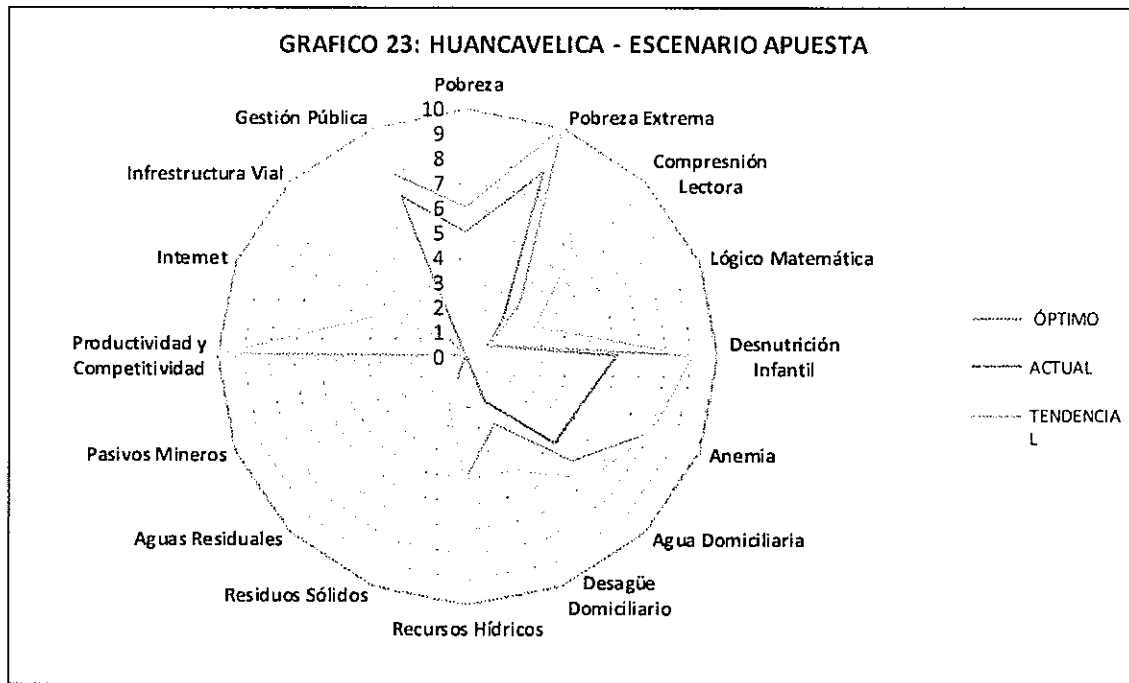 GRAFICO 23: HUANCAVELICA - ESCENARIO APUESTA
Pobreza
Pobreza Extrema
Compresnión
Lectora
Lógico Matemática
Desnutrición
Infantil
Anemia
Agua Domiciliaria
Desagüe
Domiciliario
Recursos Hídricos
Residuos Sólidos
Aguas Residuales
Pasivos Mineros
Productividad y
Competitividad
Internet
Infrestructura Vial
Gestión Pública
10
9
8
7
6
5
4
3
2
1
0
ÓPTIMO
ACTUAL
TENDENCIA
L